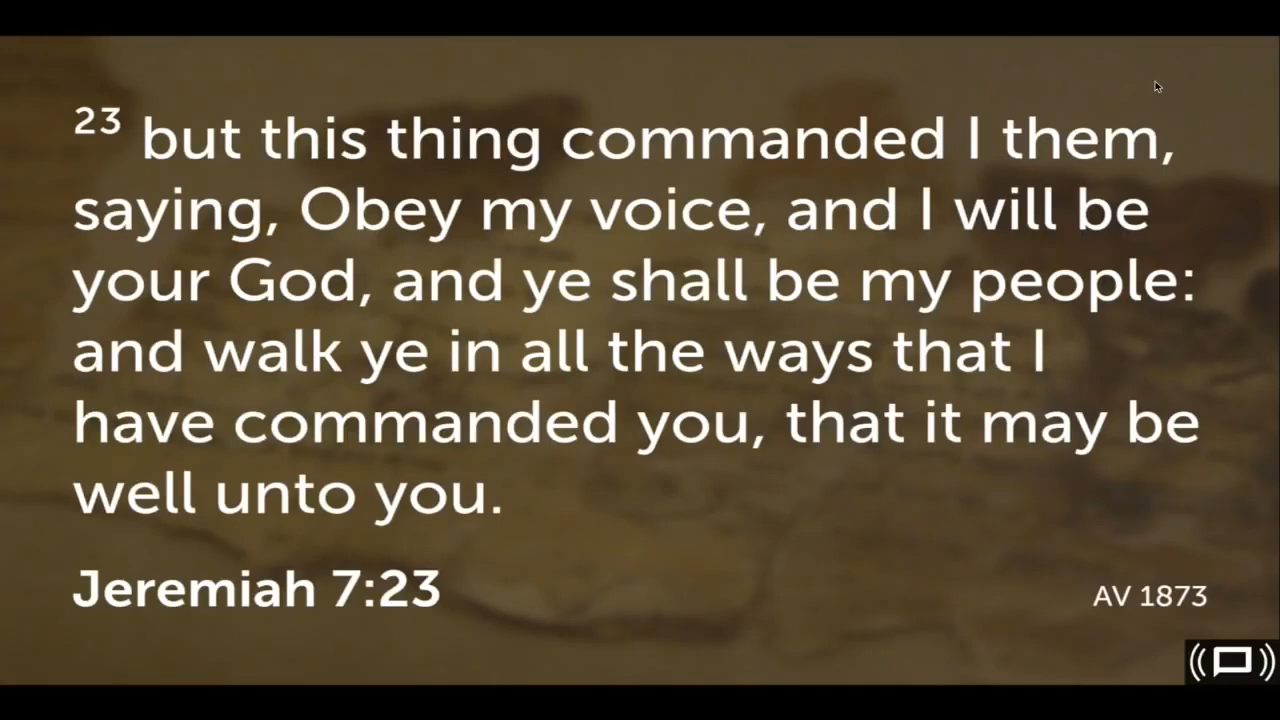 23 but this thing commanded I them,
saying, Obey my voice, and I will be
your God, and ye shall be my people:
and walk ye in all the ways that I
have commanded you, that it may be
well unto you.
Jeremiah 7:23
AV 1873